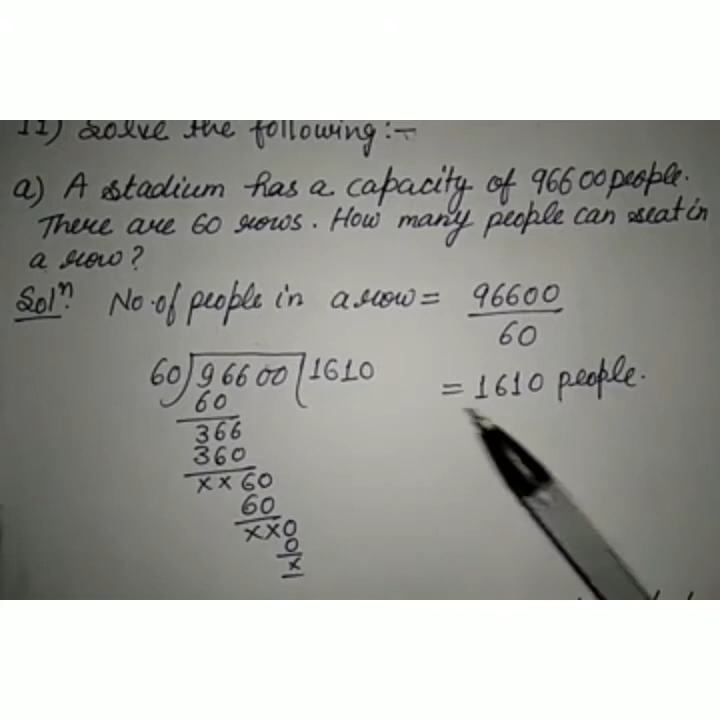 11) Solve the following:-
a) A stadium has a capacity of 96600 people.
There are 60 rows. How many people can seat in
a row?
Solⁿ. No. of people in a row = 96600
60
60)96600(1610
= 1610 people.
60
366
360
xx60
60
xx0
0
x